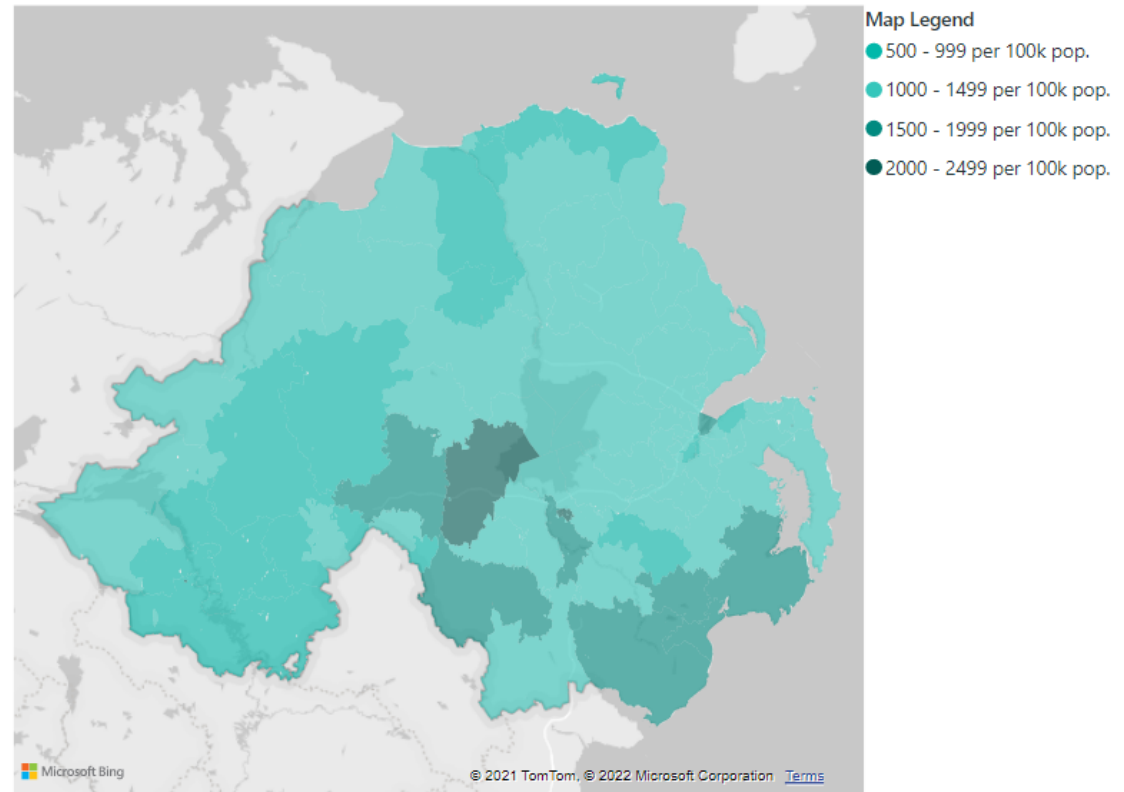 Map Legend
500 - 999 per 100k pop.
1000 - 1499 per 100k pop.
1500 - 1999 per 100k pop.
2000 - 2499 per 100k pop.
Microsoft Bing
© 2021 TomTom, © 2022 Microsoft Corporation Terms